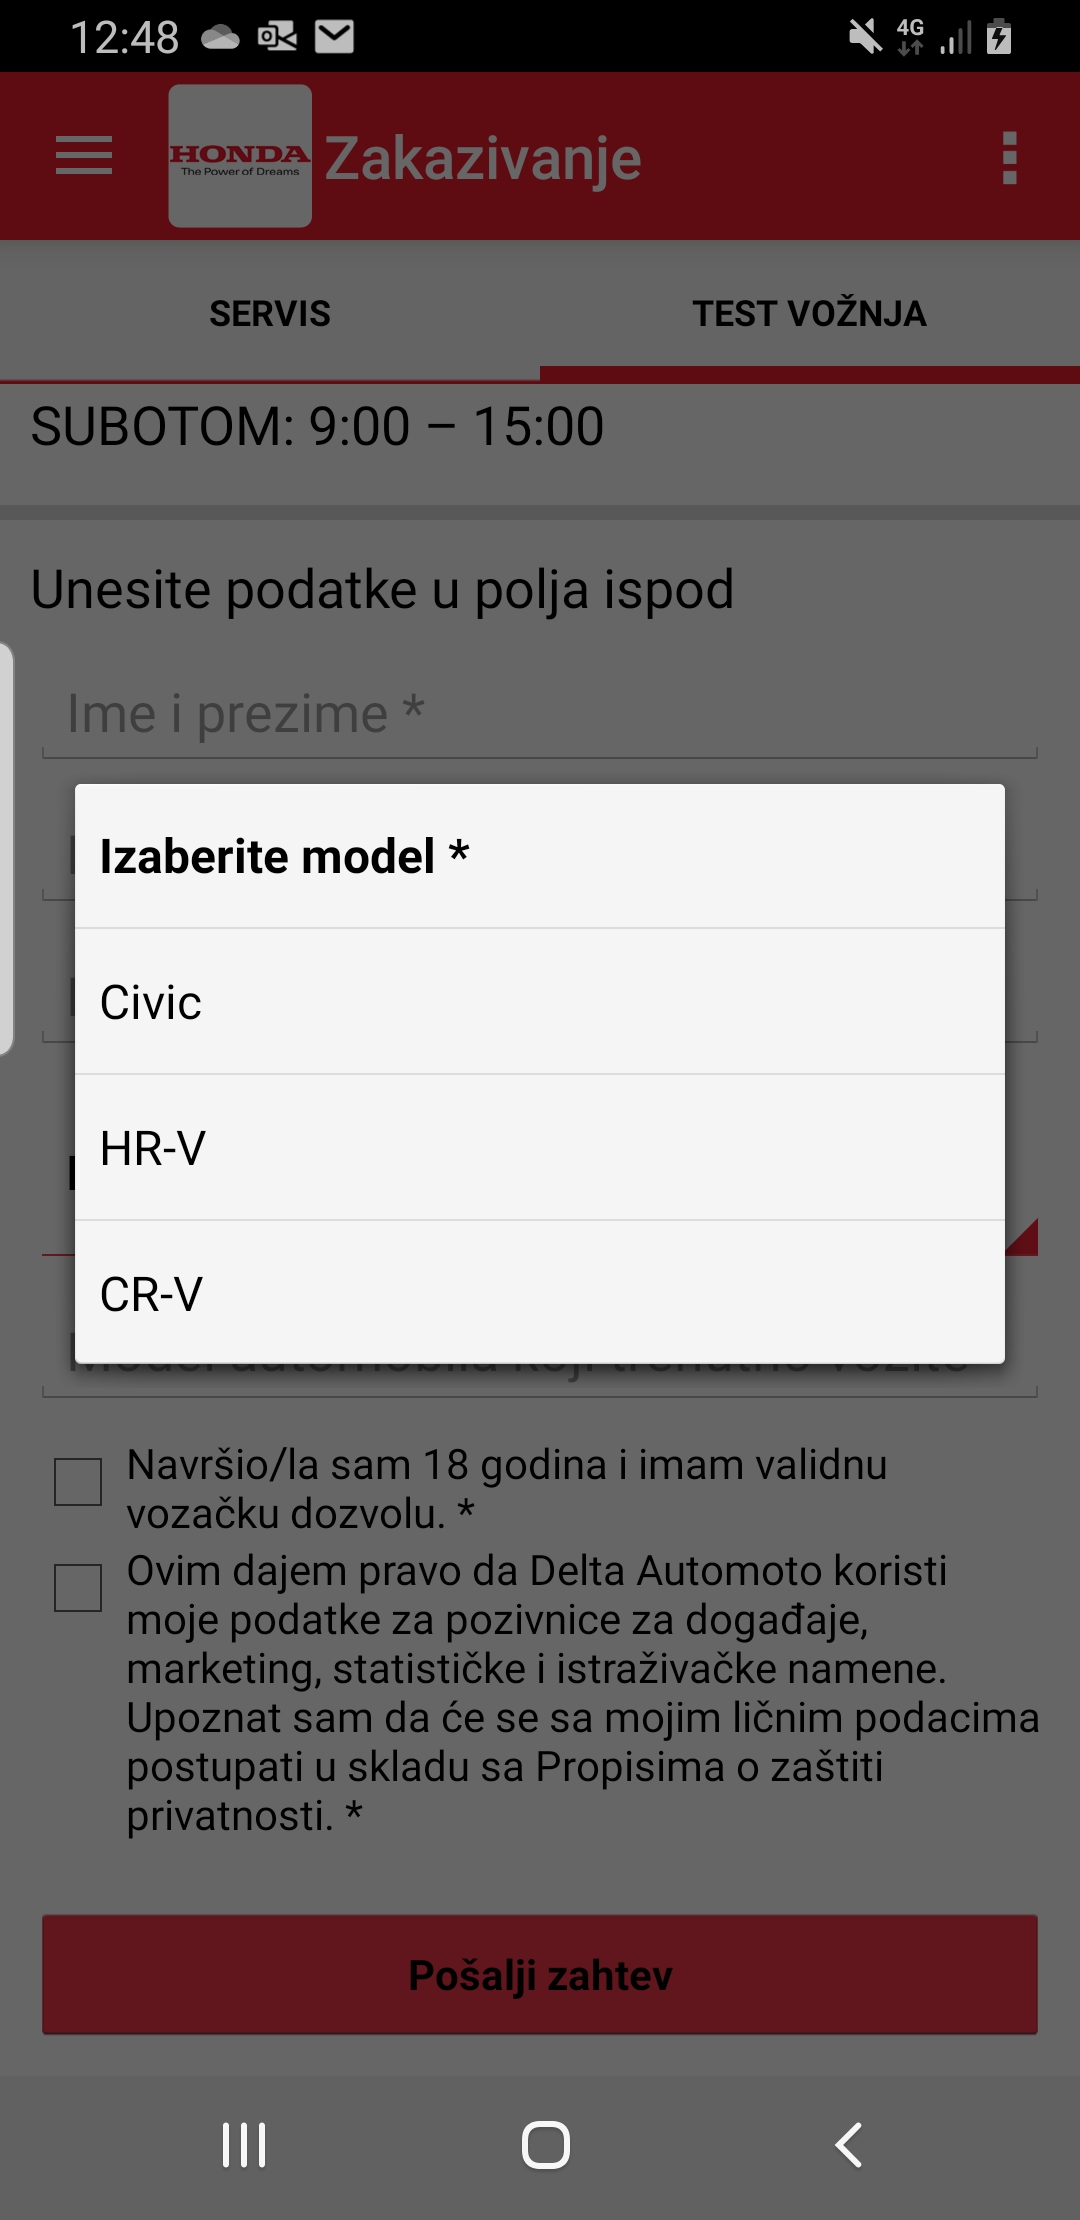 12:48
4G
HONDA
The Power of Dreams
Zakazivanje
SERVIS
TEST VOŽNJA
SUBOTOM: 9:00 – 15:00
Unesite podatke u polja ispod
Ime i prezime *
Izaberite model *
Civic
HR-V
CR-V
Navršio/la sam 18 godina i imam validnu
vozačku dozvolu. *
Ovim dajem pravo da Delta Automoto koristi
moje podatke za pozivnice za događaje,
marketing, statističke i istraživačke namene.
Upoznat sam da će se sa mojim ličnim podacima
postupati u skladu sa Propisima o zaštiti
privatnosti. *
Pošalji zahtev